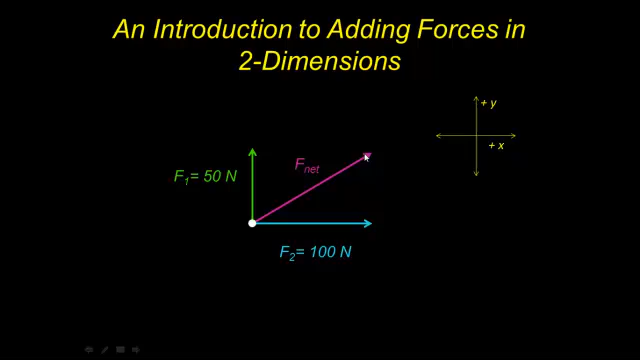 An Introduction to Adding Forces in
2-Dimensions
+ y
+ x
F₁= 50 N
Fnet
F₂= 100 N